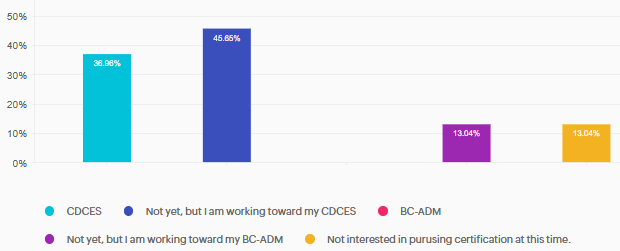 50%
40%
30%
20%
10%
0%
36.96%
45.65%
13.04%
13.04%
CDCES
Not yet, but I am working toward my CDCES
BC-ADM
Not yet, but I am working toward my BC-ADM
Not interested in purusing certification at this time.